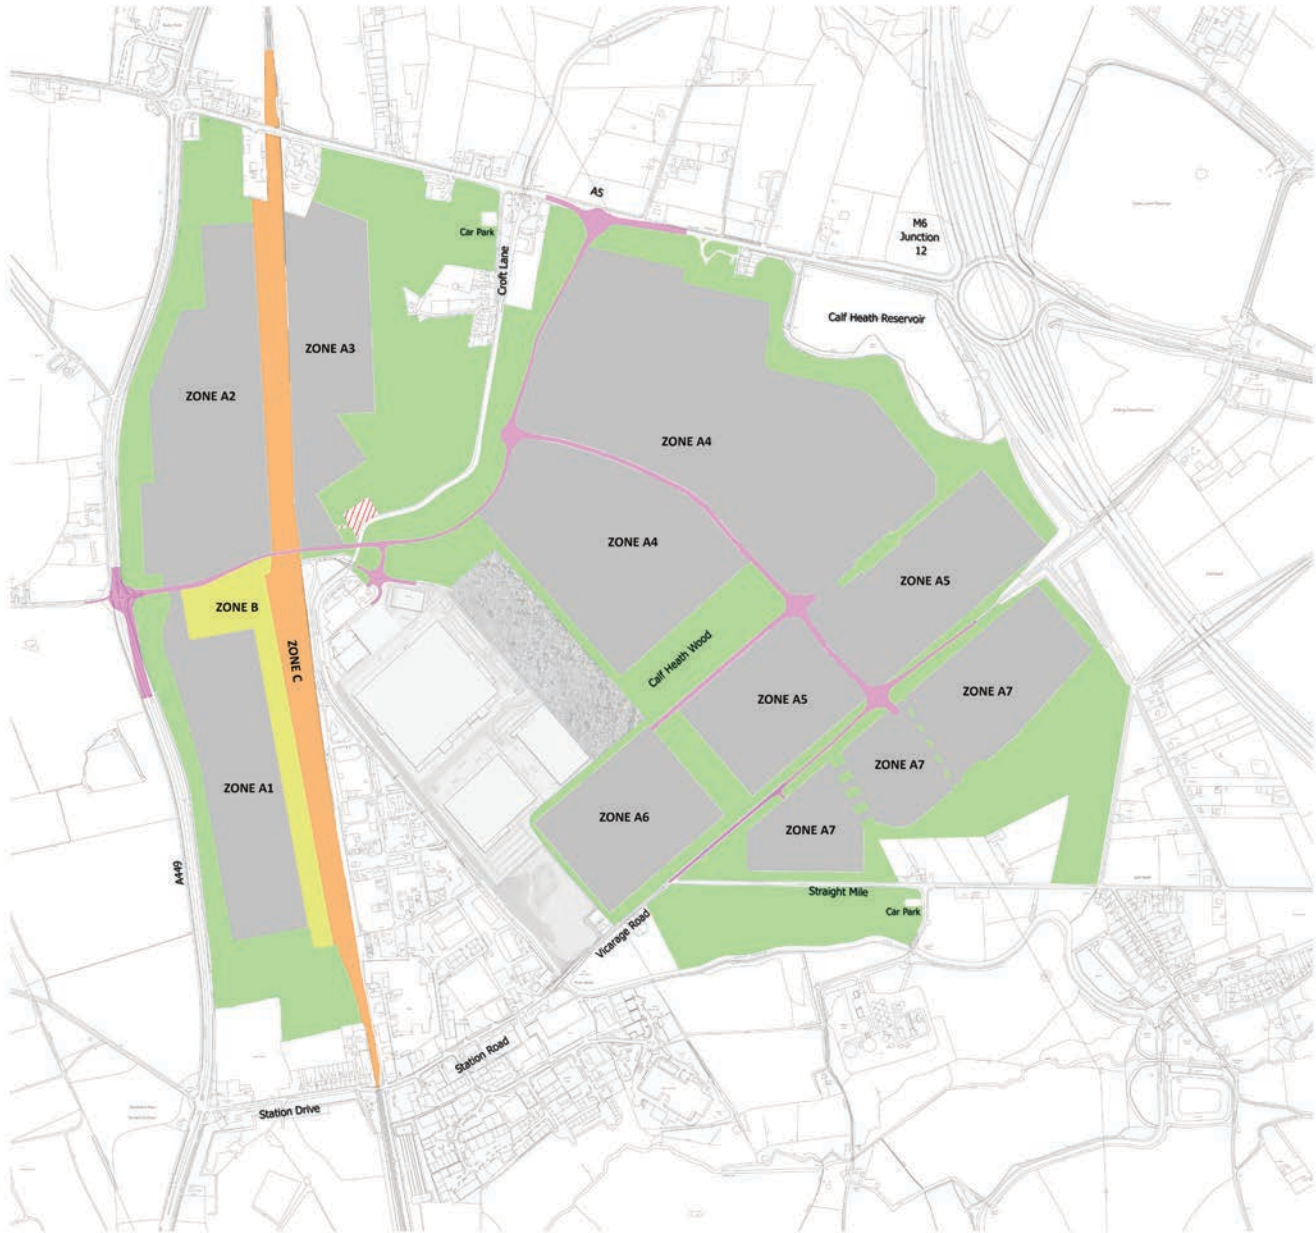 A5
M6
Junction
12
Car Park
Croft Lane
Calf Heath Reservoir
ZONE A3
ZONE A2
ZONE A4
ZONE A4
ZONE A5
ZONE B
ZONE C
Calf Heath Wood
ZONE A5
ZONE A7
ZONE A7
ZONE A1
ZONE A6
ZONE A7
A449
Straight Mile
Car Park
Vicarage Road
Station Road
Station Drive